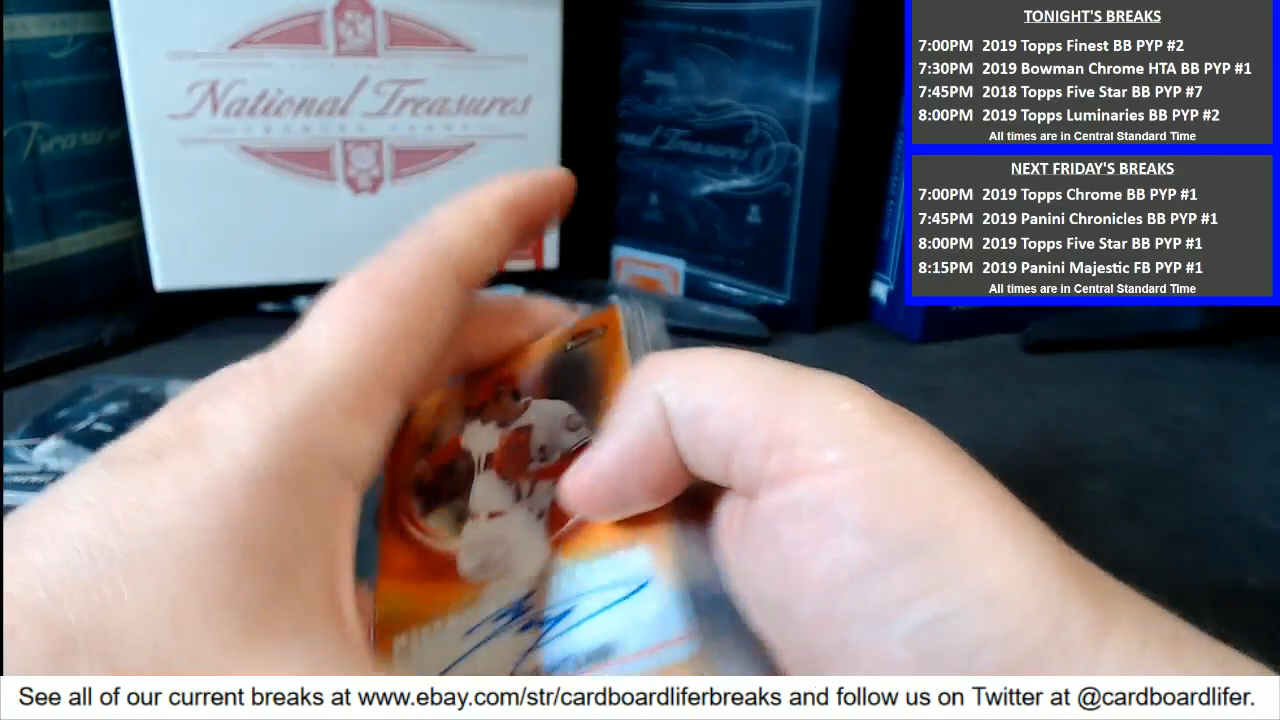 National Treasures
TRADING CARDS
Treasures
National Treasures
TONIGHT'S BREAKS
7:00PM 2019 Topps Finest BB PYP #2
7:30PM 2019 Bowman Chrome HTA BB PYP #1
7:45PM 2018 Topps Five Star BB PYP #7
8:00PM 2019 Topps Luminaries BB PYP #2
All times are in Central Standard Time
NEXT FRIDAY'S BREAKS
7:00PM 2019 Topps Chrome BB PYP #1
7:45PM 2019 Panini Chronicles BB PYP #1
8:00PM 2019 Topps Five Star BB PYP #1
8:15PM 2019 Panini Majestic FB PYP #1
All times are in Central Standard Time
See all of our current breaks at www.ebay.com/str/cardboardliferbreaks and follow us on Twitter at @cardboardlifer.